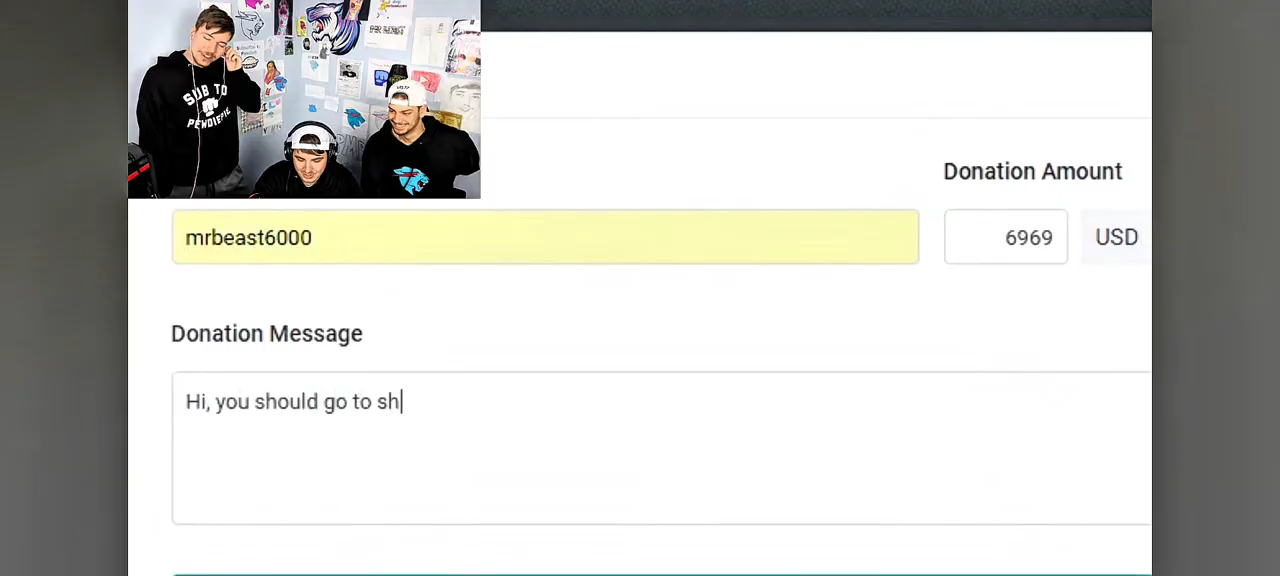 SUB TO
PEWDIEPIE
Donation Amount
mrbeast6000
6969
USD
Donation Message
Hi, you should go to sh